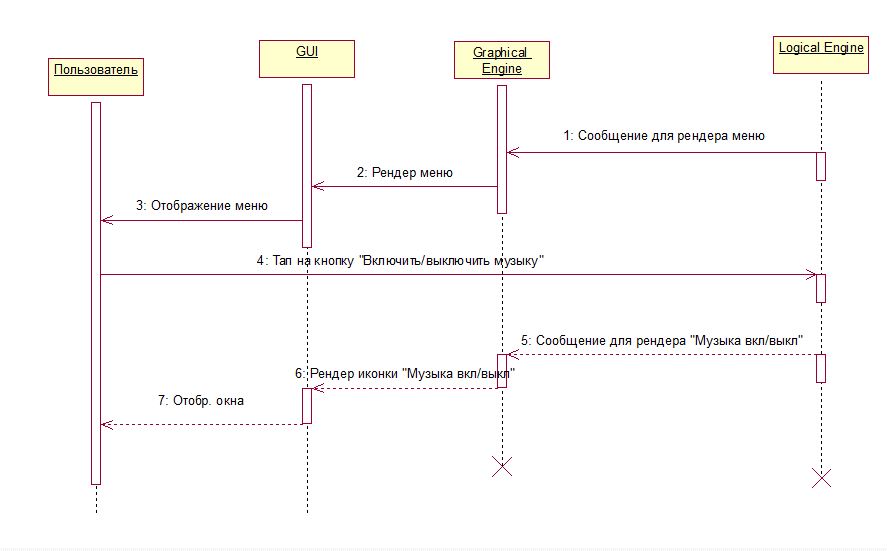 Пользователь
GUI
Graphical
Engine
Logical Engine
1: Сообщение для рендера меню
2: Рендер меню
3: Отображение меню
4: Тап на кнопку "Включить/выключить музыку"
5: Сообщение для рендера "Музыка вкл/выкл"
6: Рендер иконки "Музыка вкл/выкл"
7: Отобр. окна